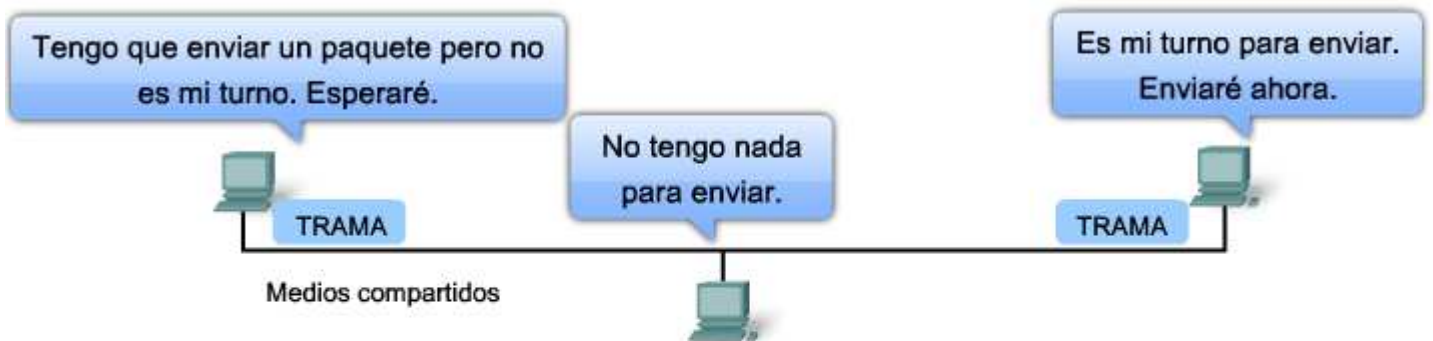 Tengo que enviar un paquete pero no
es mi turno. Esperaré.
Es mi turno para enviar.
Enviaré ahora.
No tengo nada
para enviar.
TRAMA
TRAMA
Medios compartidos